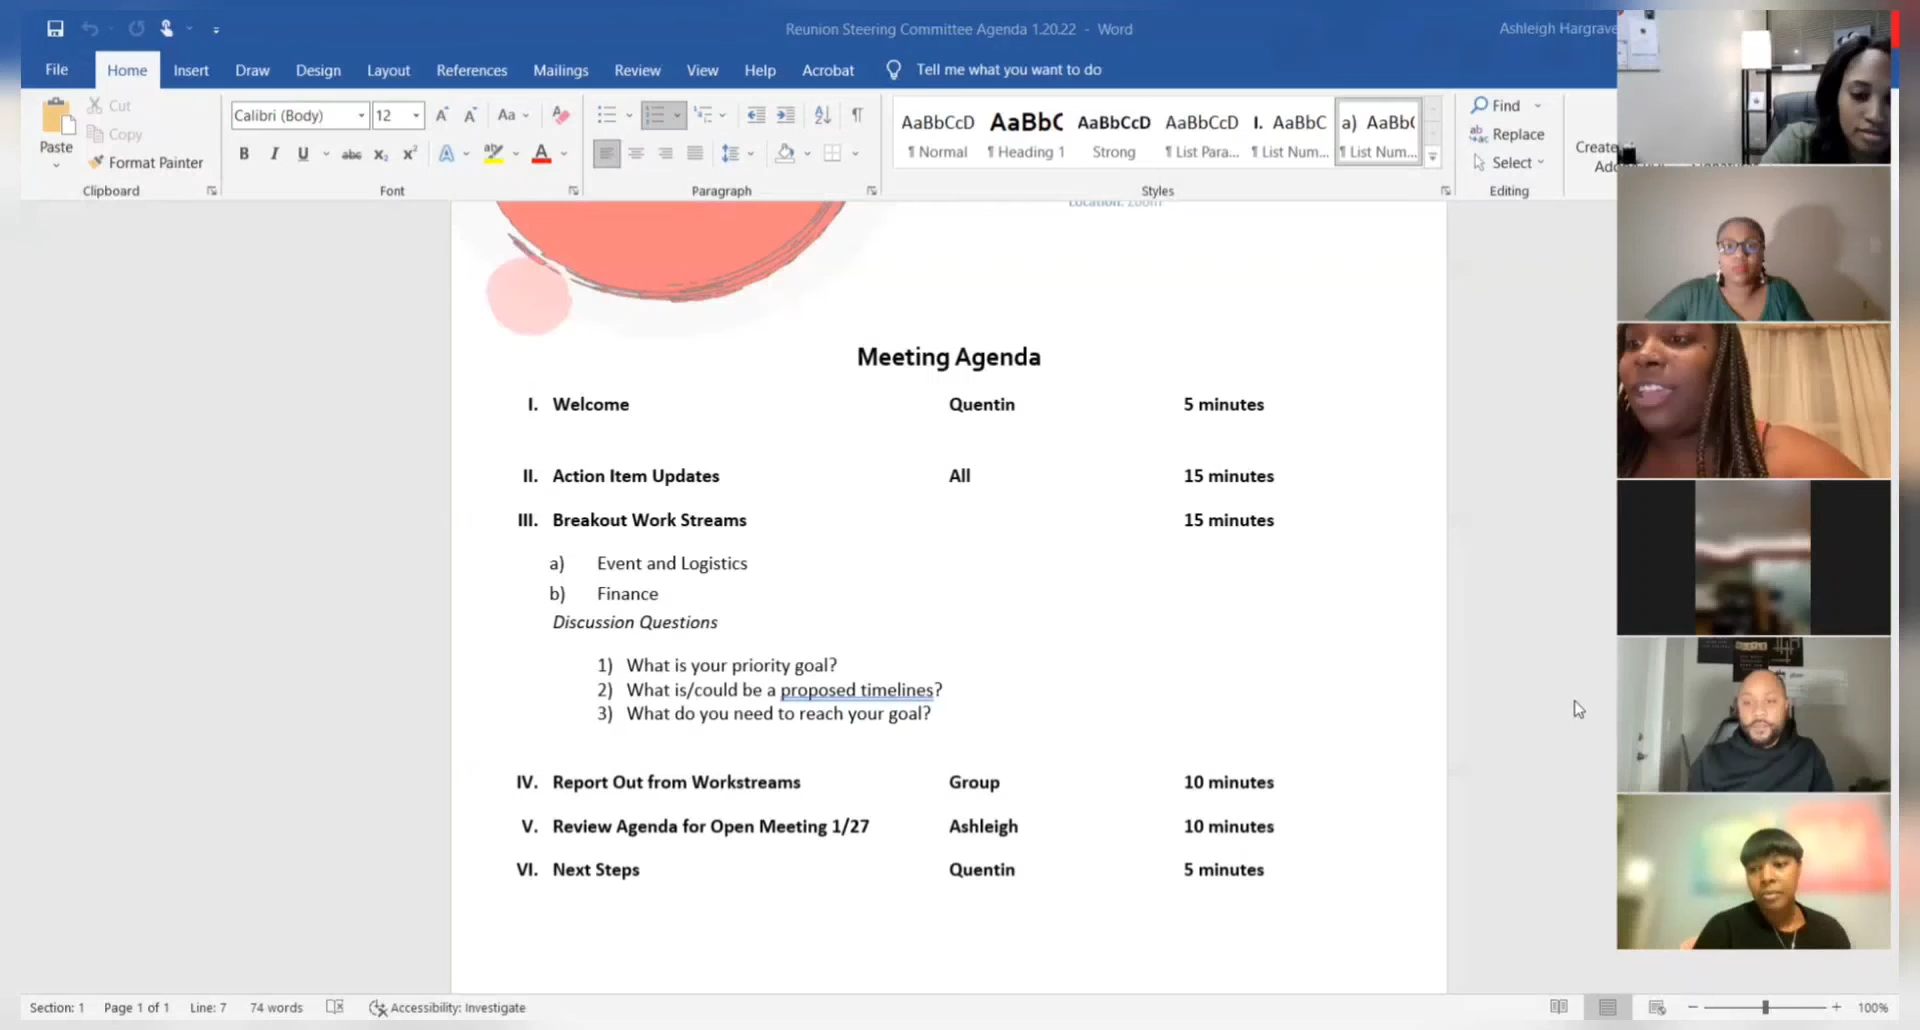 Reunion Steering Committee Agenda 1.20.22 - Word
Ashleigh Hargrave
File Home Insert Draw Design Layout References Mailings Review View Help Acrobat Tell me what you want to do
Paste
Cut
Copy
Format Painter
Clipboard
Calibri (Body) 12
Font
Paragraph
AaBbCcD AaBbC AaBbCcD AaBbCcD I. AaBbC a) AaBb(
¶ Normal ¶ Heading 1 Strong ¶ List Para... ¶ List Num... ¶ List Num...
Styles
Find
Replace
Select
Editing
Create
Location: Zoom
Meeting Agenda
I. Welcome Quentin 5 minutes
II. Action Item Updates All 15 minutes
III. Breakout Work Streams 15 minutes
a) Event and Logistics
b) Finance
Discussion Questions
1) What is your priority goal?
2) What is/could be a proposed timelines?
3) What do you need to reach your goal?
IV. Report Out from Workstreams Group 10 minutes
V. Review Agenda for Open Meeting 1/27 Ashleigh 10 minutes
VI. Next Steps Quentin 5 minutes
Section: 1 Page 1 of 1 Line: 7 74 words Accessibility: Investigate 100%